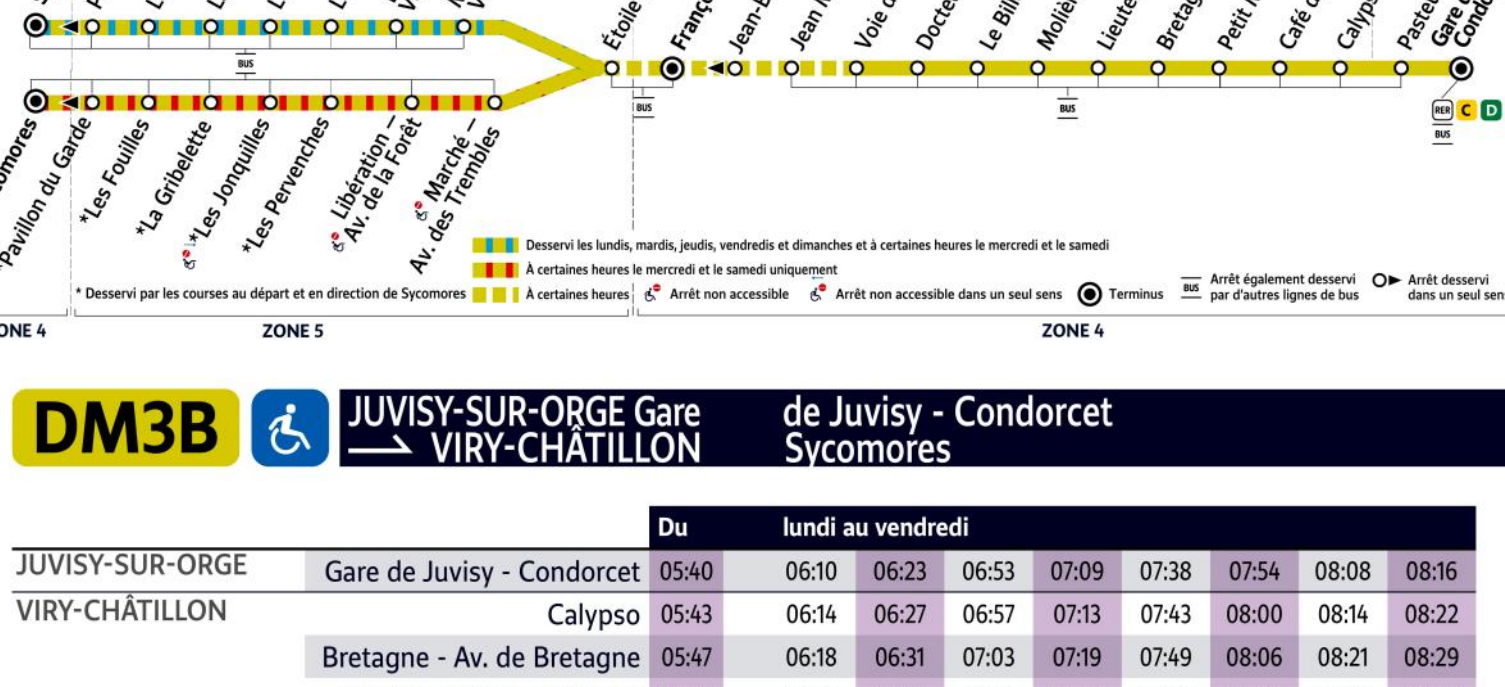 Étoile
Jean
Voie d
Docte
Le Bill
Moliè
Lieute
Breta
Petit
Café d
Calyp
Paste
Gare
Cond
BUS
BUS
BUS
RER C D
BUS
*Pavillon du Garde
*Les Fouilles
*La Gribelette
*Les Jonquilles
*Les Pervenches
Libération –
Av. de la Forêt
Marché –
Av. des Trembles
Desservi les lundis, mardis, jeudis, vendredis et dimanches et à certaines heures le mercredi et le samedi
À certaines heures le mercredi et le samedi uniquement
* Desservi par les courses au départ et en direction de Sycomores
À certaines heures
Arrêt non accessible
Arrêt non accessible dans un seul sens
Terminus
BUS
Arrêt également desservi
par d'autres lignes de bus
Arrêt desservi
dans un seul sens
ZONE 5
ZONE 4
DM3B JUVISY-SUR-ORGE Gare de Juvisy - Condorcet
VIRY-CHÂTILLON Sycomores
Du lundi au vendredi
JUVISY-SUR-ORGE Gare de Juvisy - Condorcet 05:40 06:10 06:23 06:53 07:09 07:38 07:54 08:08 08:16
VIRY-CHÂTILLON Calypso 05:43 06:14 06:27 06:57 07:13 07:43 08:00 08:14 08:22
Bretagne - Av. de Bretagne 05:47 06:18 06:31 07:03 07:19 07:49 08:06 08:21 08:29